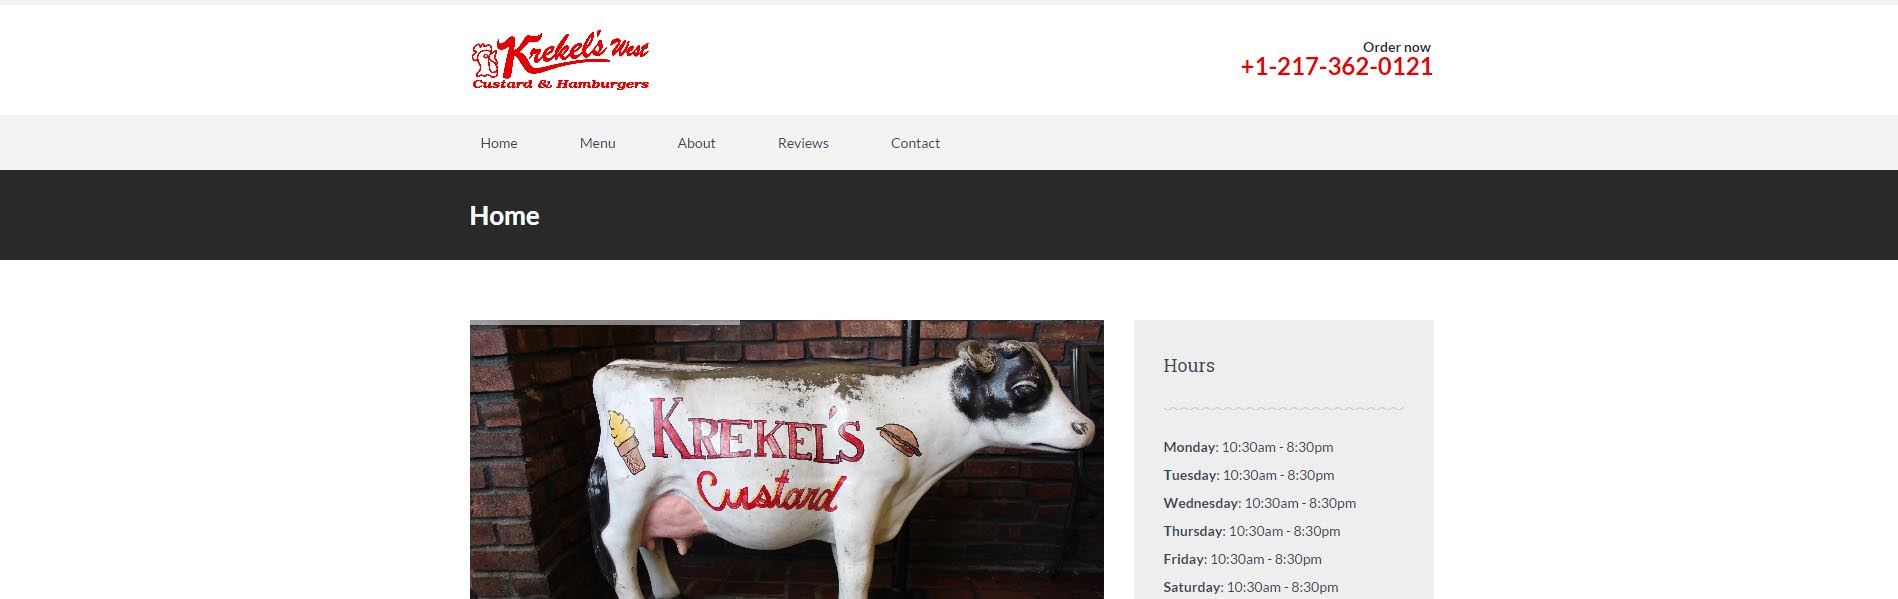 Krekel's West
Custard & Hamburgers
Order now
+1-217-362-0121
Home
Menu
About
Reviews
Contact
Home
KREKEL'S
Custard
Hours
Monday: 10:30am - 8:30pm
Tuesday: 10:30am - 8:30pm
Wednesday: 10:30am - 8:30pm
Thursday: 10:30am - 8:30pm
Friday: 10:30am - 8:30pm
Saturday: 10:30am - 8:30pm